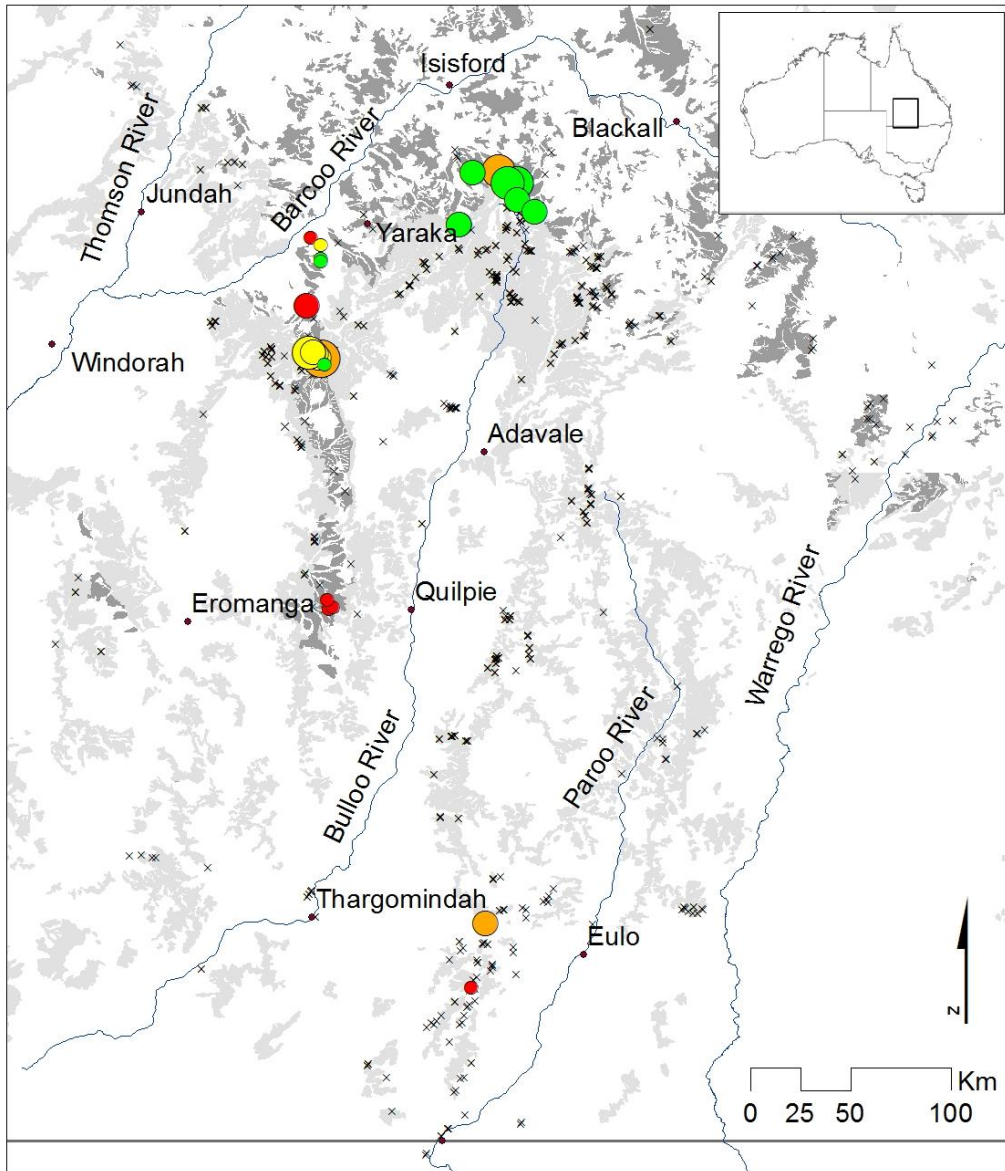 Isisford
Blackall
Thomson River
Barcoo River
Jundah
Yaraka
Windorah
Adavale
Eromanga
Quilpie
Warrego River
Paroo River
Bulloo River
Thargomindah
Eulo
N
Km
0 25 50 100